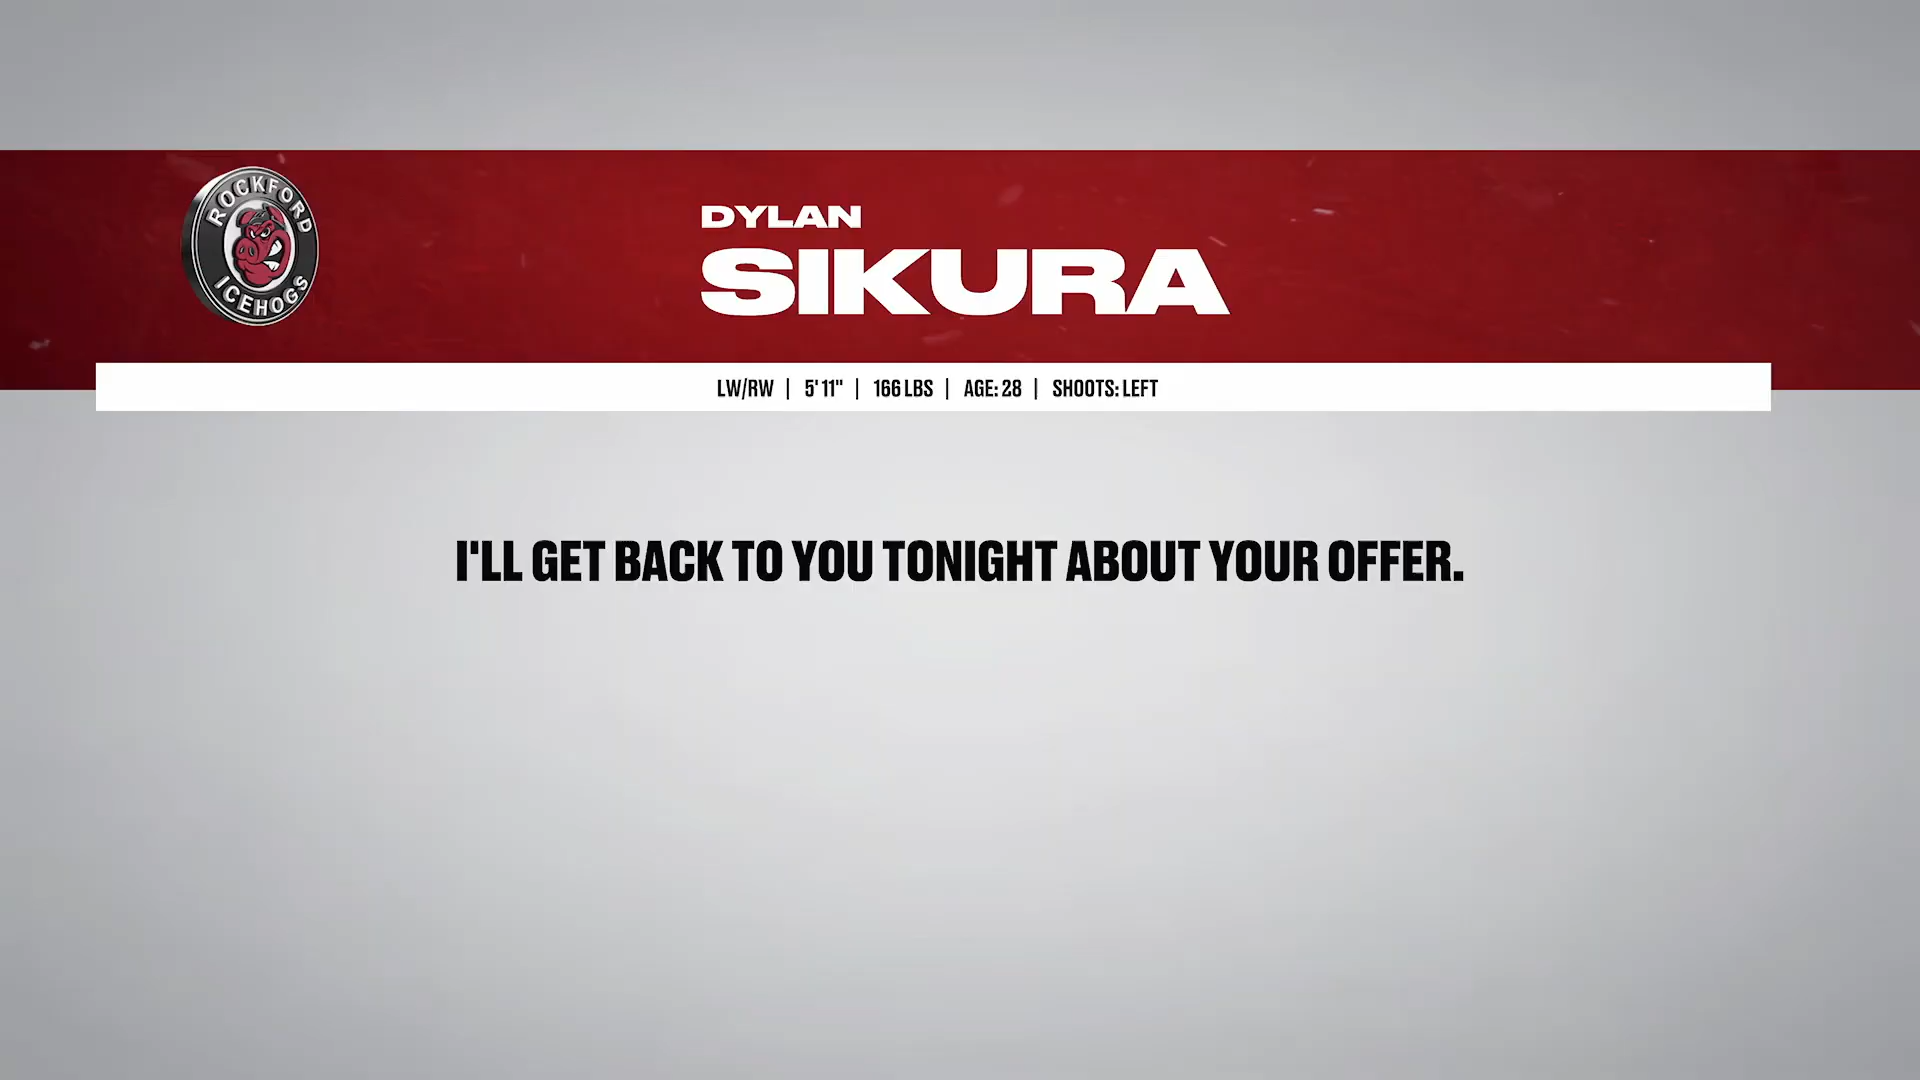 ROCKFORD
ICEHOGS
DYLAN
SIKURA
LW/RW | 5' 11" | 166 LBS | AGE: 28 | SHOOTS: LEFT
I'LL GET BACK TO YOU TONIGHT ABOUT YOUR OFFER.